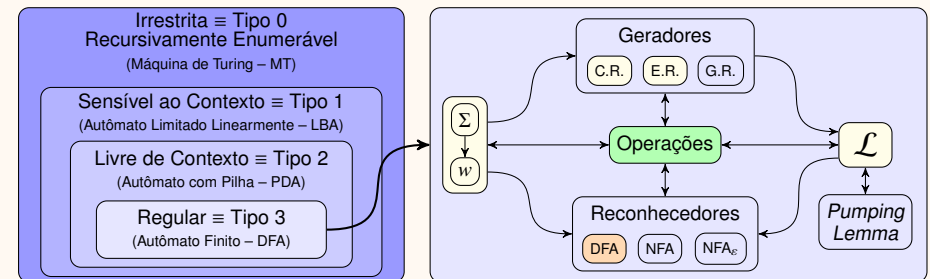 Irrestrita ≡ Tipo 0
Recursivamente Enumerável
(Máquina de Turing – MT)
Sensível ao Contexto ≡ Tipo 1
(Autômato Limitado Linearmente – LBA)
Livre de Contexto ≡ Tipo 2
(Autômato com Pilha – PDA)
Regular ≡ Tipo 3
(Autômato Finito – DFA)
Σ
w
Geradores
C.R. E.R. G.R.
Operações
Reconhecedores
DFA NFA NFAε
ℒ
Pumping
Lemma